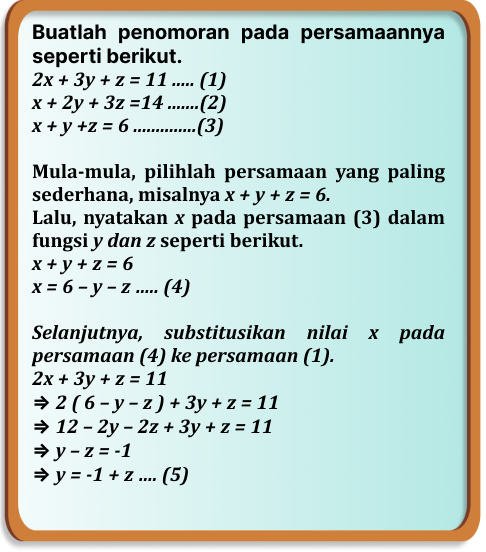 Buatlah penomoran pada persamaannya
seperti berikut.
2x + 3y + z = 11 ..... (1)
x + 2y + 3z =14 .......(2)
x + y +z = 6 ..............(3)
Mula-mula, pilihlah persamaan yang paling
sederhana, misalnya x + y + z = 6.
Lalu, nyatakan x pada persamaan (3) dalam
fungsi y dan z seperti berikut.
x + y + z = 6
x = 6 – y – z ..... (4)
Selanjutnya, substitusikan nilai x pada
persamaan (4) ke persamaan (1).
2x + 3y + z = 11
⇒ 2 ( 6 – y – z ) + 3y + z = 11
⇒ 12 – 2y – 2z + 3y + z = 11
⇒ y – z = -1
⇒ y = -1 + z .... (5)